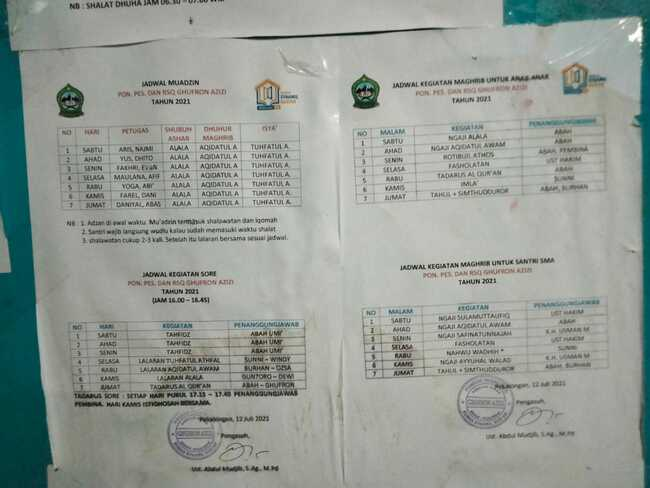 NB : SHALAT DHUHA JAM 06.30 – 07.00 WIB
JADWAL MUADZIN
PON. PES. DAN RSQ GHUFRON AZIZI
TAHUN 2021
NO HARI PETUGAS SHUBUH ASHAR DHUHUR MAGHRIB ISYA'
1 SABTU ARIS, NAJMI ALALA AQIDATUL A. TUHFATUL A.
2 AHAD YUS, DHITO ALALA AQIDATUL A. TUHFATUL A.
3 SENIN FAKHRI, ALALA AQIDATUL A. TUHFATUL A.
4 SELASA MAULANA, AFIF ALALA AQIDATUL A. TUHFATUL A.
5 RABU YOGA, ABI' ALALA AQIDATUL A. TUHFATUL A.
6 KAMIS FAREL, DANI ALALA AQIDATUL A. TUHFATUL A.
7 JUMAT DANIYAL, ABAS ALALA AQIDATUL A. TUHFATUL A.
NB : 1. Adzan di awal waktu. Mu'adzin termasuk shalawatan dan iqomah
2. Santri wajib langsung wudlu kalau sudah memasuki waktu shalat
3. shalawatan cukup 2-3 kali. Setelah itu lalaran bersama sesuai jadwal.
JADWAL KEGIATAN SORE
PON. PES. DAN RSQ GHUFRON AZIZI
TAHUN 2021
(JAM 16.00 – 16.45)
NO HARI KEGIATAN PENANGGUNGJAWAB
1 SABTU TAHFIDZ ABAH UMI'
2 AHAD TAHFIDZ ABAH UMI'
3 SENIN TAHFIDZ ABAH UMI'
4 SELASA LALARAN TUHFATUL ATHFAL SUNNI – WINDY
5 RABU LALARAN AQIDATUL AWAM BURHAN – DZSA
6 KAMIS LALARAN ALALA GUNTORO – DEWI
7 JUMAT TADARUS AL QUR'AN ABAH – GHUFRON
TADARUS SORE : SETIAP HARI PUKUL 17.15 – 17.40 PENANGGUNGJAWAB
PEMBINA. HARI KAMIS ISTIGHOSAH BERSAMA.
Pekalongan, 12 Juli 2021
Pengasuh,
Ust. Abdul Mudjib, S.Ag., M.Pd
JADWAL KEGIATAN MAGHRIB UNTUK ANAK-ANAK
PON. PES. DAN RSQ GHUFRON AZIZI
TAHUN 2021
NO MALAM KEGIATAN PENANGGUNGJAWAB
1 SABTU NGAJI ALALA ABAH
2 AHAD NGAJI AQIDATUL AWAM ABAH
3 SENIN ROTIBUL ATHOS ABAH, PEMBINA
4 SELASA FASHOLATAN UST HAKIM
5 RABU TADARUS AL QUR'AN ABAH
6 KAMIS IMLA SUNNI
7 JUMAT TAHLIL + SIMTHUDDUROR ABAH, BURHAN
JADWAL KEGIATAN MAGHRIB UNTUK SANTRI SMA
PON. PES. DAN RSQ GHUFRON AZIZI
TAHUN 2021
NO MALAM KEGIATAN PENANGGUNGJAWAB
1 SABTU NGAJI SULAMUTTAUFIQ UST HAKIM
2 AHAD NGAJI AQIDATUL AWAM ABAH
3 SENIN NGAJI SAFINATUNNAJAH K.H. USMAN M
4 SELASA FASHOLATAN UST HAKIM
5 RABU NAHWU WADHIH * SUNNI
6 KAMIS NGAJI AYYUHAL WALAD K.H. USMAN M
7 JUMAT TAHLIL + SIMTHUDDUROR ABAH, BURHAN
Pekalongan, 12 Juli 2021
Pengasuh,
Ust. Abdul Mudjib, S.Ag., M.Pd